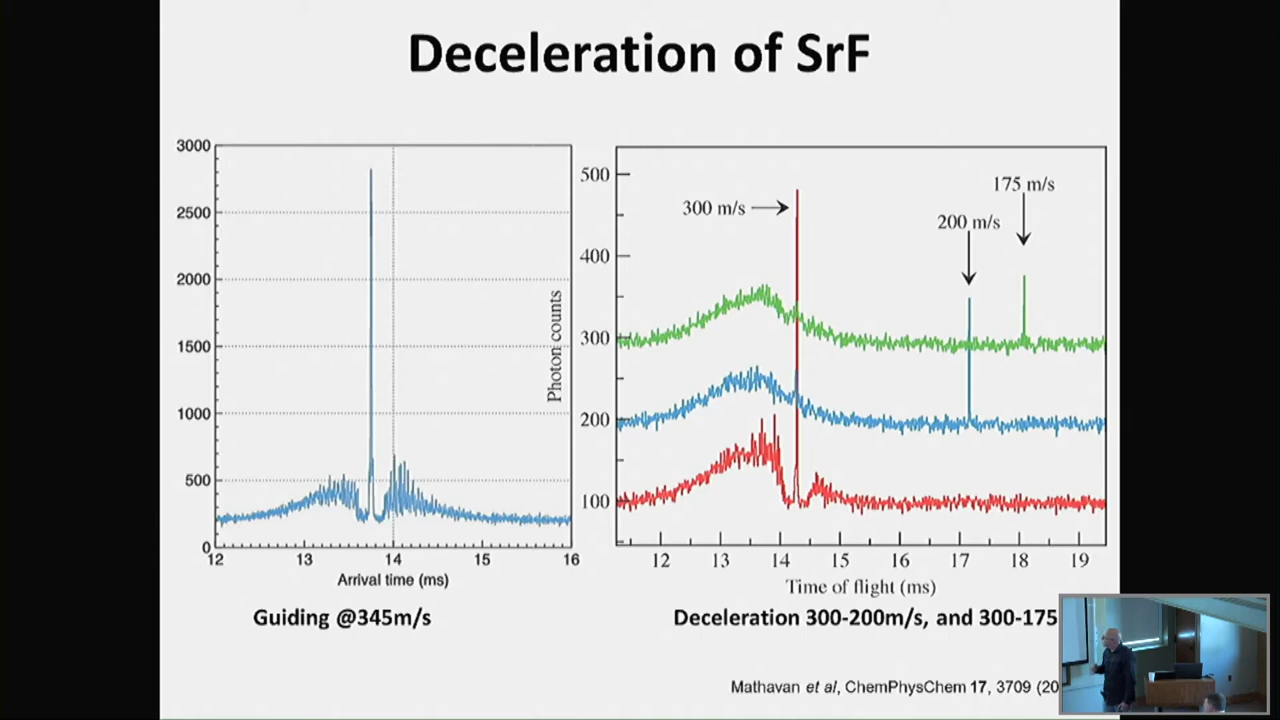 Deceleration of SrF
3000
2500
2000
1500
1000
500
0
12 13 14 15 16
Arrival time (ms)
Guiding @345m/s
Photon counts
500
400
300
200
100
300 m/s
200 m/s
175 m/s
12 13 14 15 16 17 18 19
Time of flight (ms)
Deceleration 300-200m/s, and 300-175
Mathavan et al, ChemPhysChem 17, 3709 (20